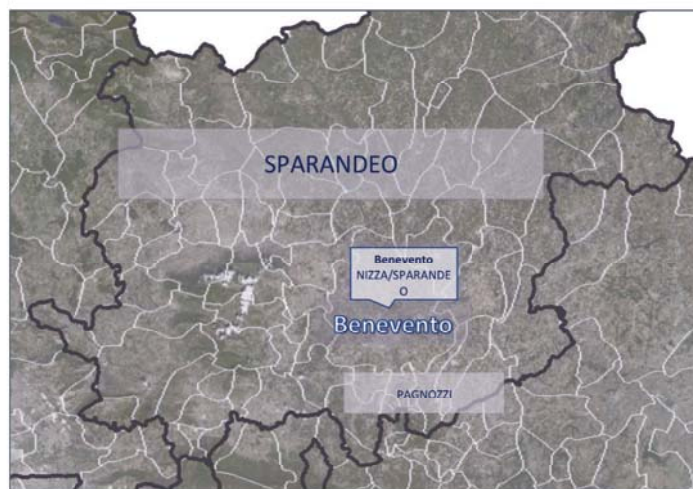 SPARANDEO
Benevento
NIZZA/SPARANDE
O
Benevento
PAGNOZZI